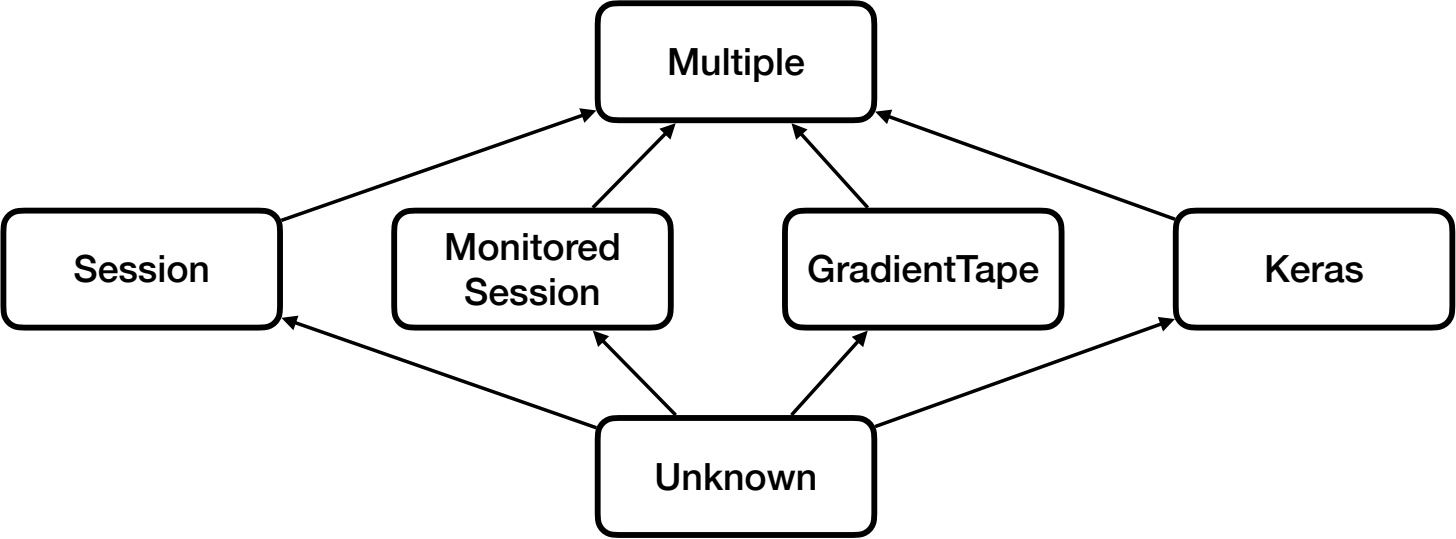 Multiple
Session
Monitored
Session
GradientTape
Keras
Unknown